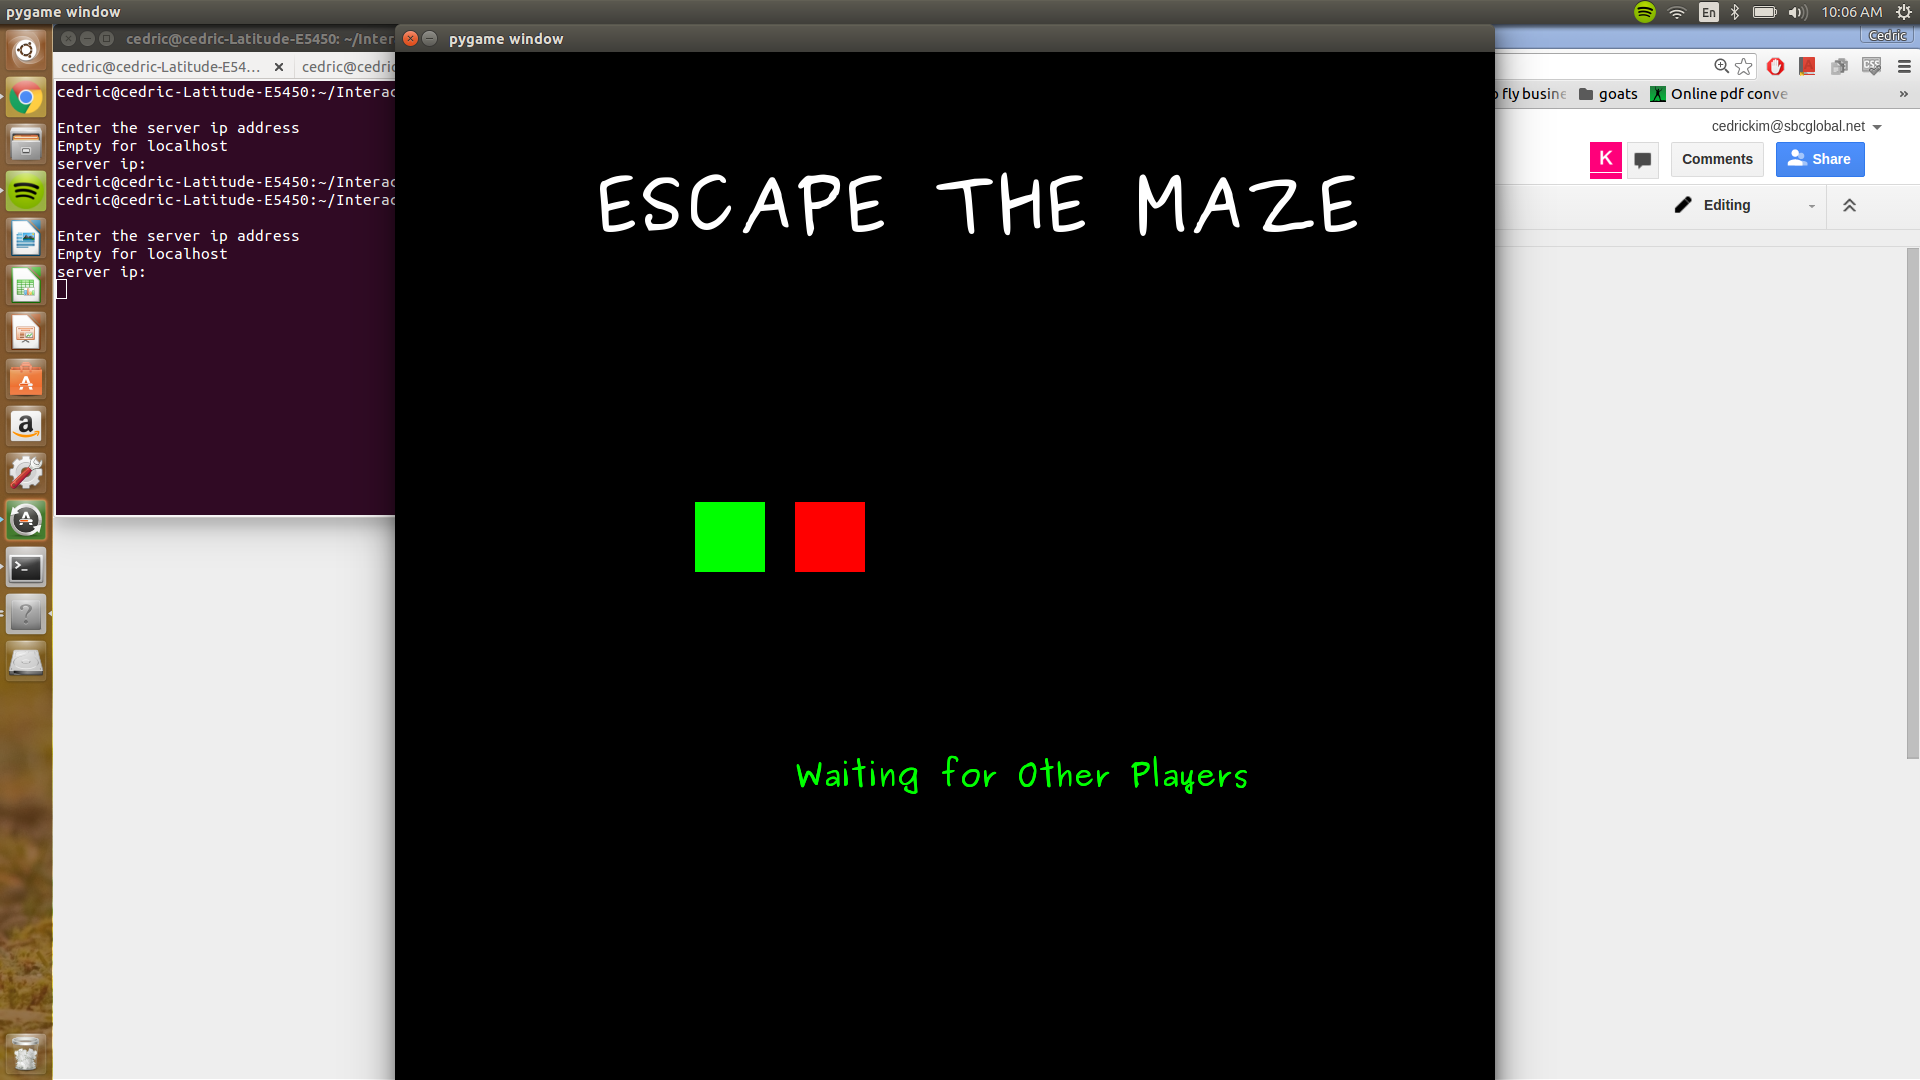 pygame window
En
10:06 AM
cedric@cedric-Latitude-E5450: ~/Inter
pygame window
Cedric
cedric@cedric-Latitude-E54... × cedric@cedri
cedric@cedric-Latitude-E5450:~/Interac
Enter the server ip address
Empty for localhost
server ip:
cedric@cedric-Latitude-E5450:~/Interac
cedric@cedric-Latitude-E5450:~/Interac
Enter the server ip address
Empty for localhost
server ip:
ESCAPE THE MAZE
Waiting for Other Players
fly busine goats Online pdf conve »
cedrickim@sbcglobal.net
K Comments Share
Editing